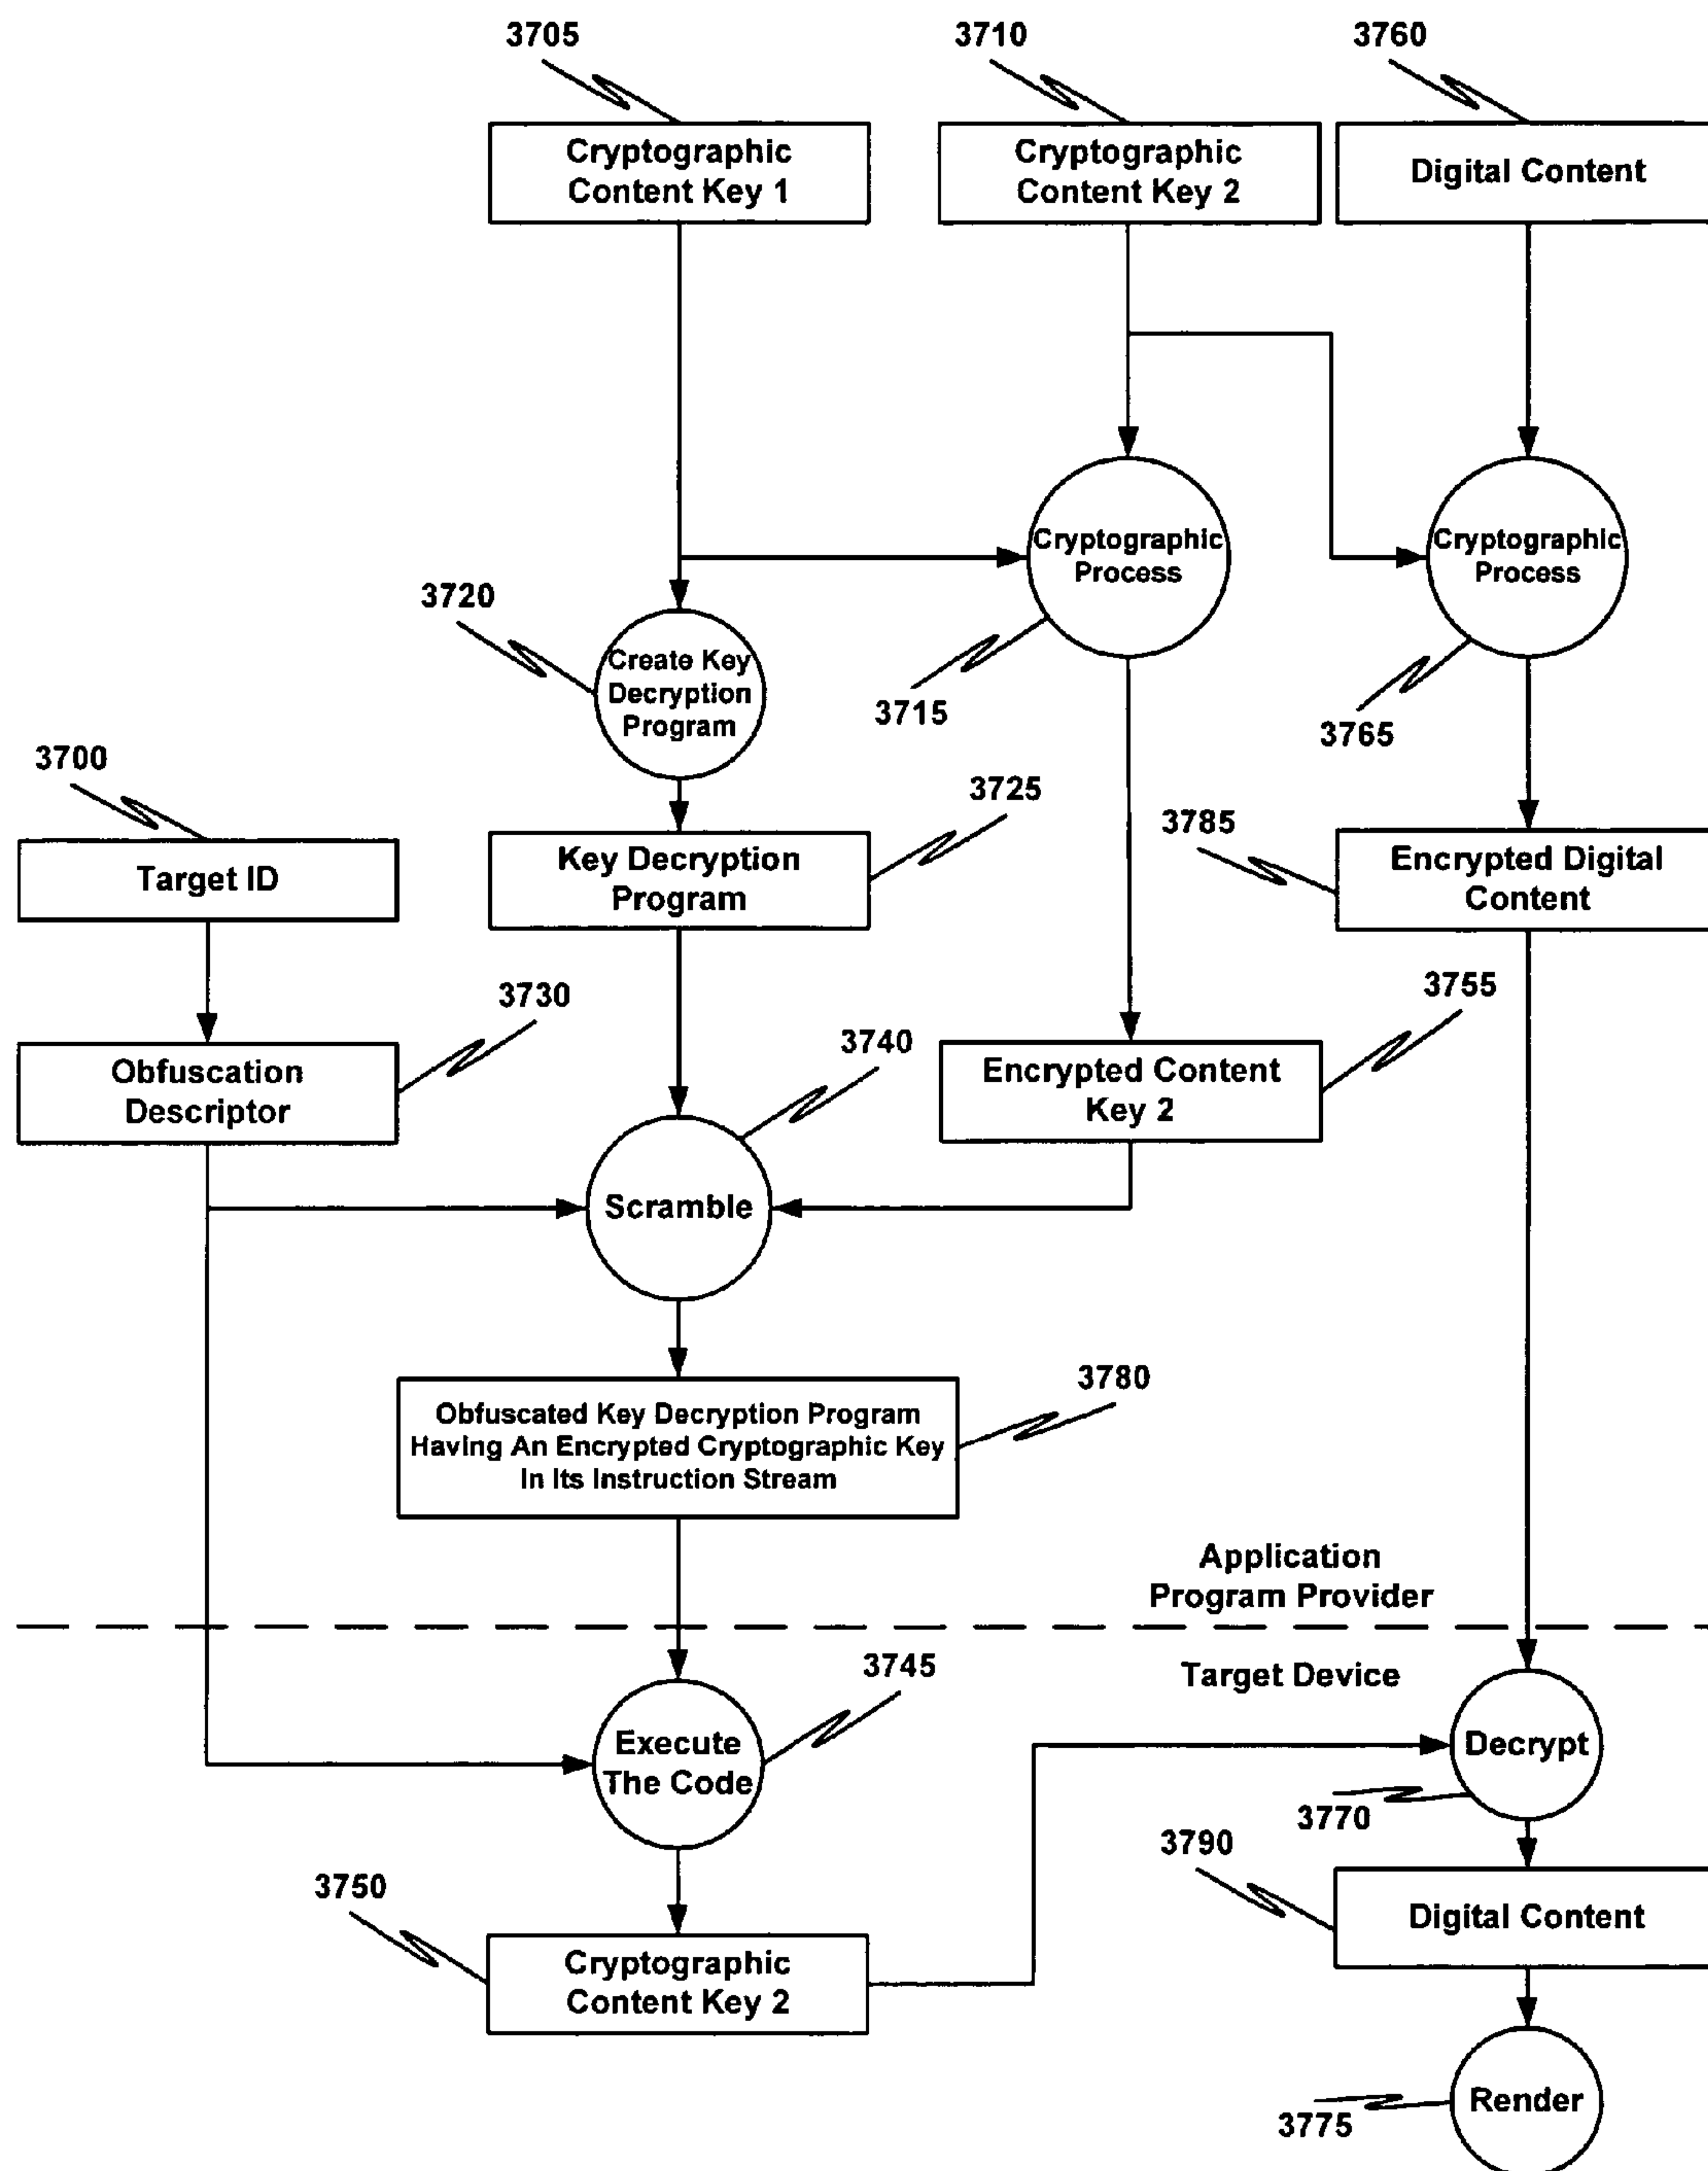 3705
3710
3760
Cryptographic
Content Key 1
Cryptographic
Content Key 2
Digital Content
Cryptographic
Process
Cryptographic
Process
3720
Create Key
Decryption
Program
3715
3765
3700
3725
3785
Target ID
Key Decryption
Program
Encrypted Digital
Content
3730
3755
3740
Obfuscation
Descriptor
Encrypted Content
Key 2
Scramble
3780
Obfuscated Key Decryption Program
Having An Encrypted Cryptographic Key
In Its Instruction Stream
Application
Program Provider
3745
Target Device
Execute
The Code
Decrypt
3770
3790
3750
Digital Content
Cryptographic
Content Key 2
Render
3775